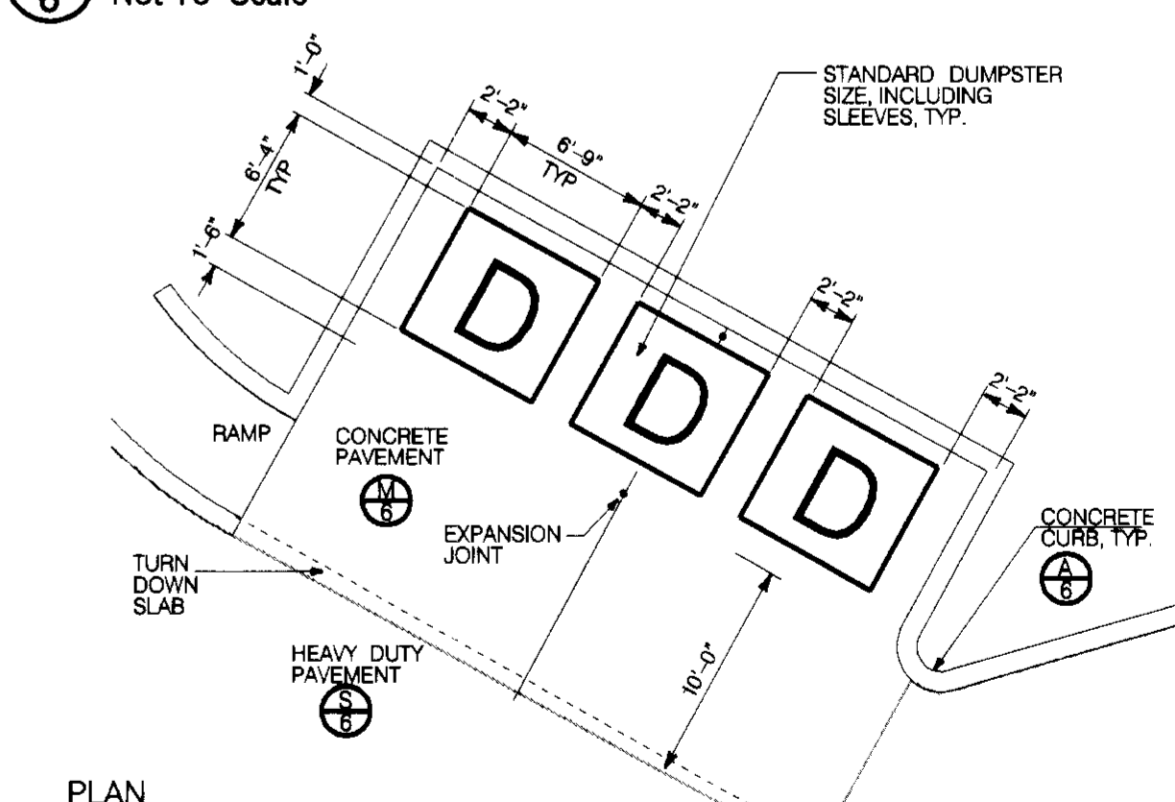 6
Not To Scale
1'-0"
2'-2"
6'-9"
TYP
2'-2"
STANDARD DUMPSTER
SIZE, INCLUDING
SLEEVES, TYP.
6'-4"
TYP
1'-6"
D
D
D
2'-2"
2'-2"
RAMP
CONCRETE
PAVEMENT
M
6
EXPANSION
JOINT
CONCRETE
CURB, TYP.
A
6
TURN
DOWN
SLAB
HEAVY DUTY
PAVEMENT
S
6
10'-0"
PLAN